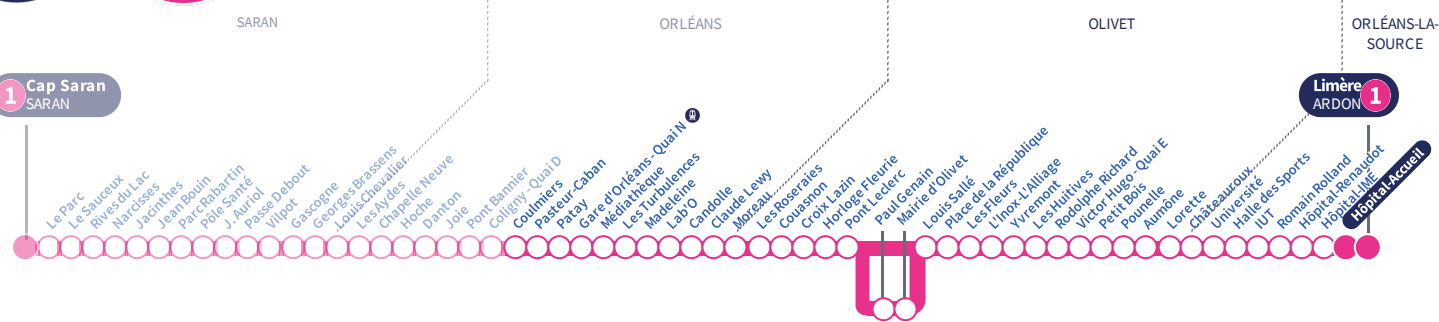 SARAN
ORLÉANS
OLIVET
ORLÉANS-LA-
SOURCE
1
Cap Saran
SARAN
Limère
ARDON
1
Le Parc
Le Sauceux
Rives du Lac
Narcisses
Jacinthes
Jean Bouin
Parc Rabartin
Pôle Santé
J. Auriol
Passe Debout
Vilpot
Gascogne
Georges Brassens
Louis Chevalier
Les Aydes
Chapelle Neuve
Hoche
Danton
Joie
Pont Bannier
Coligny - Quai D
Coulmiers
Pasteur-Caban
Patay
Gare d'Orléans - Quai N
Médiathèque
Les Turbulences
Madeleine
Lab'O
Candolle
Claude Lewy
Moreau
Les Roseraies
Couasnon
Croix Lazin
Horloge Fleurie
Pont Leclerc
Paul Genain
Mairie d'Olivet
Louis Sallé
Place de la République
Les Fleurs
L'Inox - L'Alliage
Yvremont
Les Huitives
Rodolphe Richard
Victor Hugo - Quai E
Petit Bois
Poumelle
Aumône
Lorette
Châteauroux
Université
Halle des Sports
IUT
Romain Rolland
Hôpital-Renaudot
Hôpital-INEM
Hôpital-Accueil